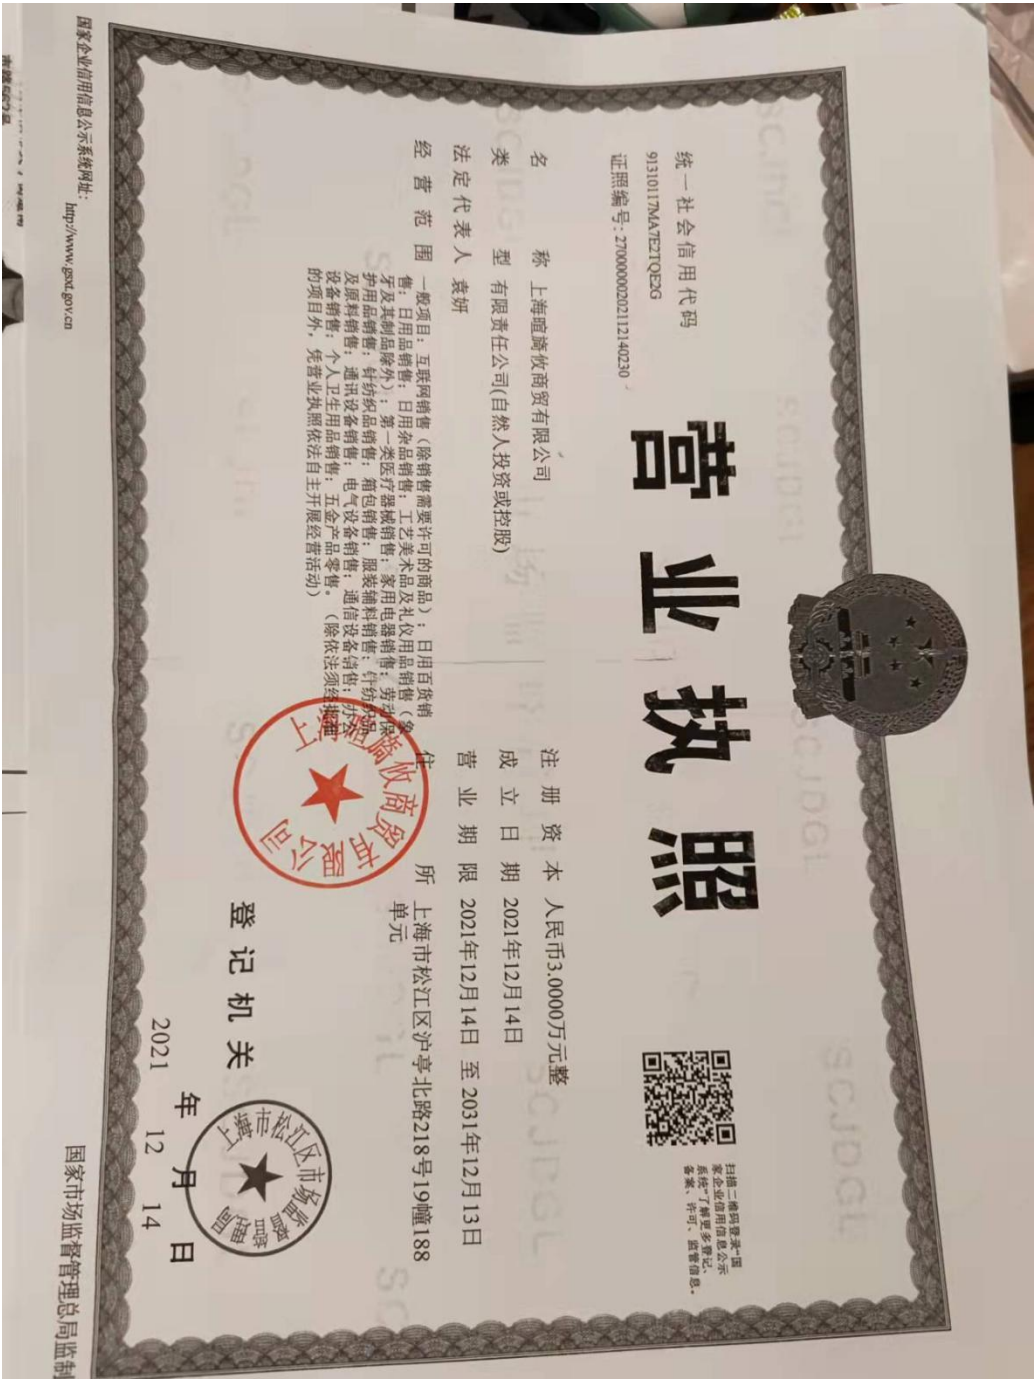 营业执照
统一社会信用代码
91310117MA7E2TQE2G
证照编号：27000000202112140230
扫描二维码登录“国
家企业信用信息公示
系统”了解更多登记、
备案、许可、监管信息。
名称 上海暄旖攸商贸有限公司
类型 有限责任公司(自然人投资或控股)
法定代表人 袁妍
经营范围 一般项目：互联网销售（除销售需要许可的商品）；日用百货销
售；日用品销售；日用杂品销售；工艺美术品及礼仪用品销售（象
牙及其制品除外）；第一类医疗器械销售；家用电器销售；劳动保
护用品销售；针纺织品销售；箱包销售；服装辅料销售；针纺织品
及原料销售；通讯设备销售；电气设备销售；通信设备销售；办公
设备销售；个人卫生用品销售；五金产品零售。（除依法须经批准
的项目外，凭营业执照依法自主开展经营活动）
注册资本 人民币3.0000万元整
成立日期 2021年12月14日
营业期限 2021年12月14日 至 2031年12月13日
住所 上海市松江区沪亭北路218号19幢188
单元
商贸有限公司
登记机关
上海市松江区市场监督管理局
2021年12月14日
国家企业信用信息公示系统网址：http://www.gsxt.gov.cn
国家市场监督管理总局监制
SCJDGL